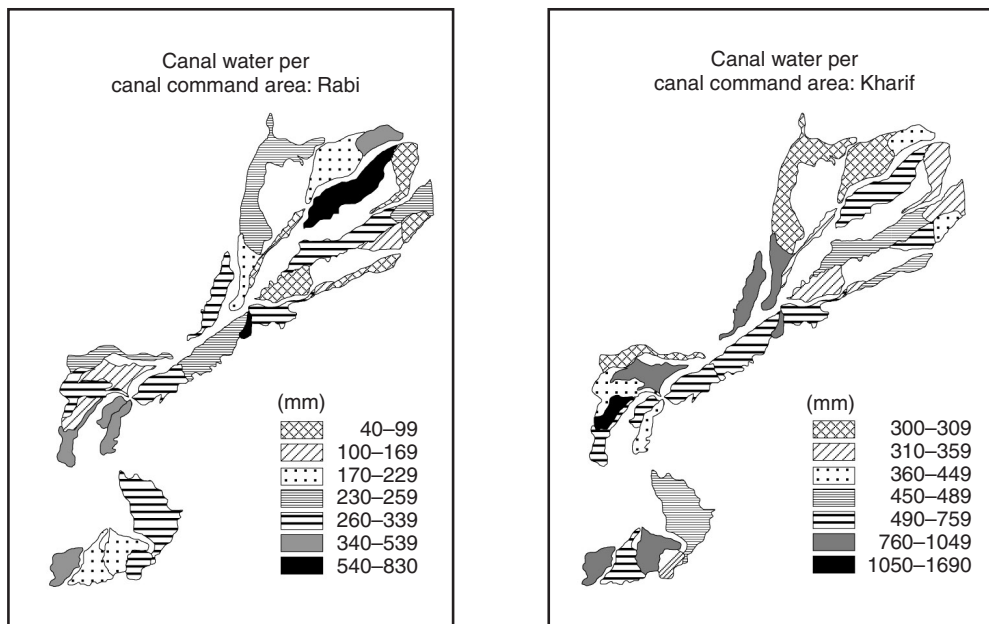 Canal water per
canal command area: Rabi
(mm)
40–99
100–169
170–229
230–259
260–339
340–539
540–830
Canal water per
canal command area: Kharif
(mm)
300–309
310–359
360–449
450–489
490–759
760–1049
1050–1690